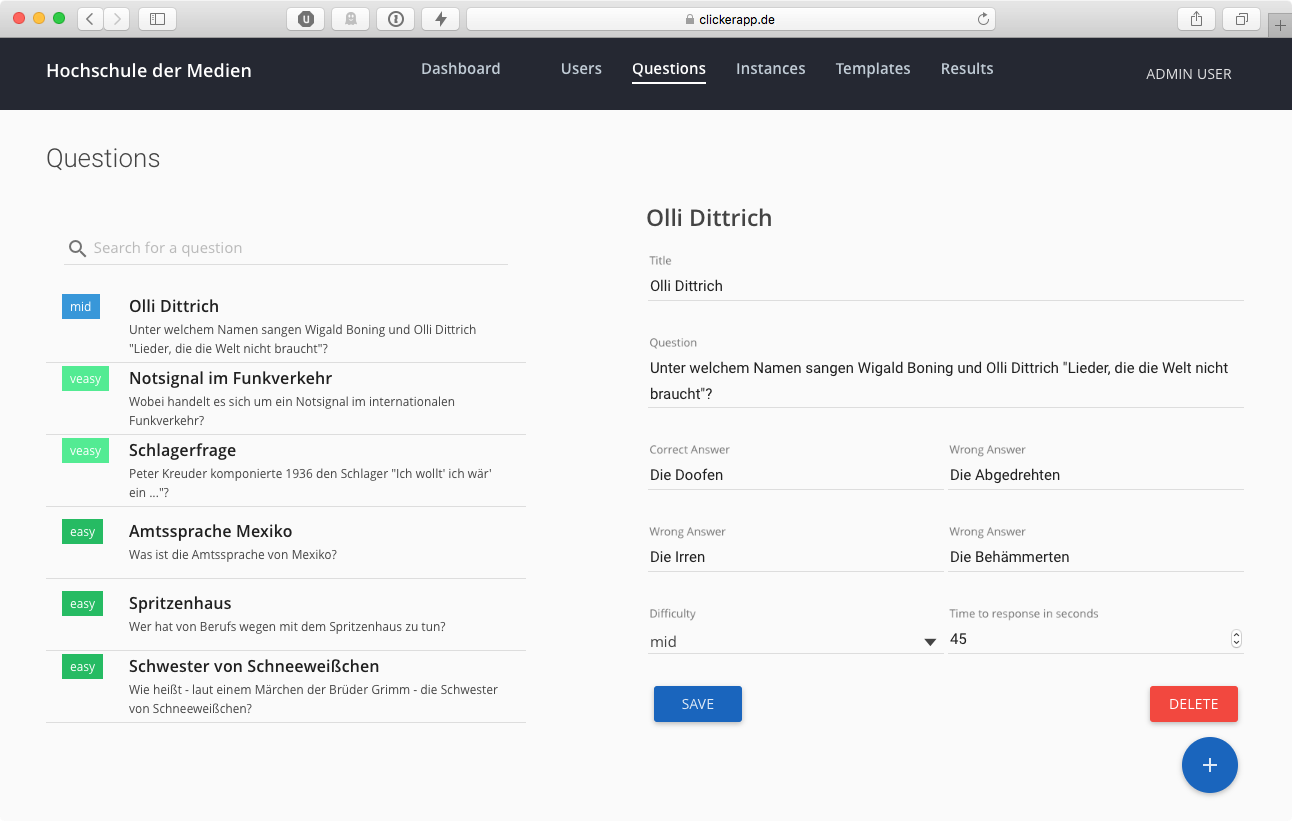 clickerapp.de
Hochschule der Medien
Dashboard
Users
Questions
Instances
Templates
Results
ADMIN USER
Questions
Search for a question
mid
Olli Dittrich
Unter welchem Namen sangen Wigald Boning und Olli Dittrich
"Lieder, die die Welt nicht braucht"?
veasy
Notsignal im Funkverkehr
Wobei handelt es sich um ein Notsignal im internationalen
Funkverkehr?
veasy
Schlagerfrage
Peter Kreuder komponierte 1936 den Schlager "Ich wollt' ich wär'
ein ..."?
easy
Amtssprache Mexiko
Was ist die Amtssprache von Mexiko?
easy
Spritzenhaus
Wer hat von Berufs wegen mit dem Spritzenhaus zu tun?
easy
Schwester von Schneeweißchen
Wie heißt - laut einem Märchen der Brüder Grimm - die Schwester
von Schneeweißchen?
Olli Dittrich
Title
Olli Dittrich
Question
Unter welchem Namen sangen Wigald Boning und Olli Dittrich "Lieder, die die Welt nicht
braucht"?
Correct Answer
Die Doofen
Wrong Answer
Die Abgedrehten
Wrong Answer
Die Irren
Wrong Answer
Die Behämmerten
Difficulty
mid
Time to response in seconds
45
SAVE
DELETE
+